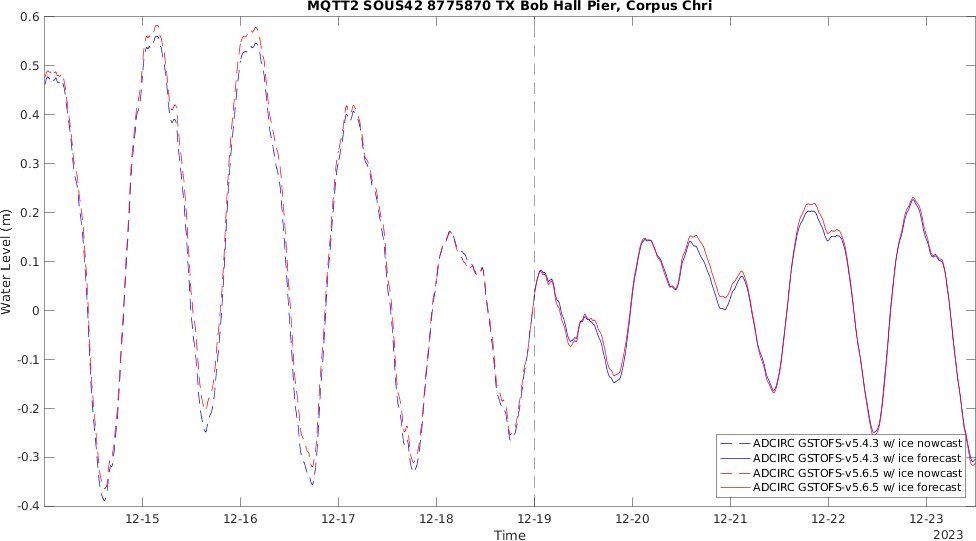 MQTT2 SOUS42 8775870 TX Bob Hall Pier, Corpus Chri
0.6
0.5
0.4
0.3
0.2
0.1
0
-0.1
-0.2
-0.3
-0.4
Water Level (m)
ADCIRC GSTOFS-v5.4.3 w/ ice nowcast
ADCIRC GSTOFS-v5.4.3 w/ ice forecast
ADCIRC GSTOFS-v5.6.5 w/ ice nowcast
ADCIRC GSTOFS-v5.6.5 w/ ice forecast
12-15 12-16 12-17 12-18 12-19 12-20 12-21 12-22 12-23
Time
2023